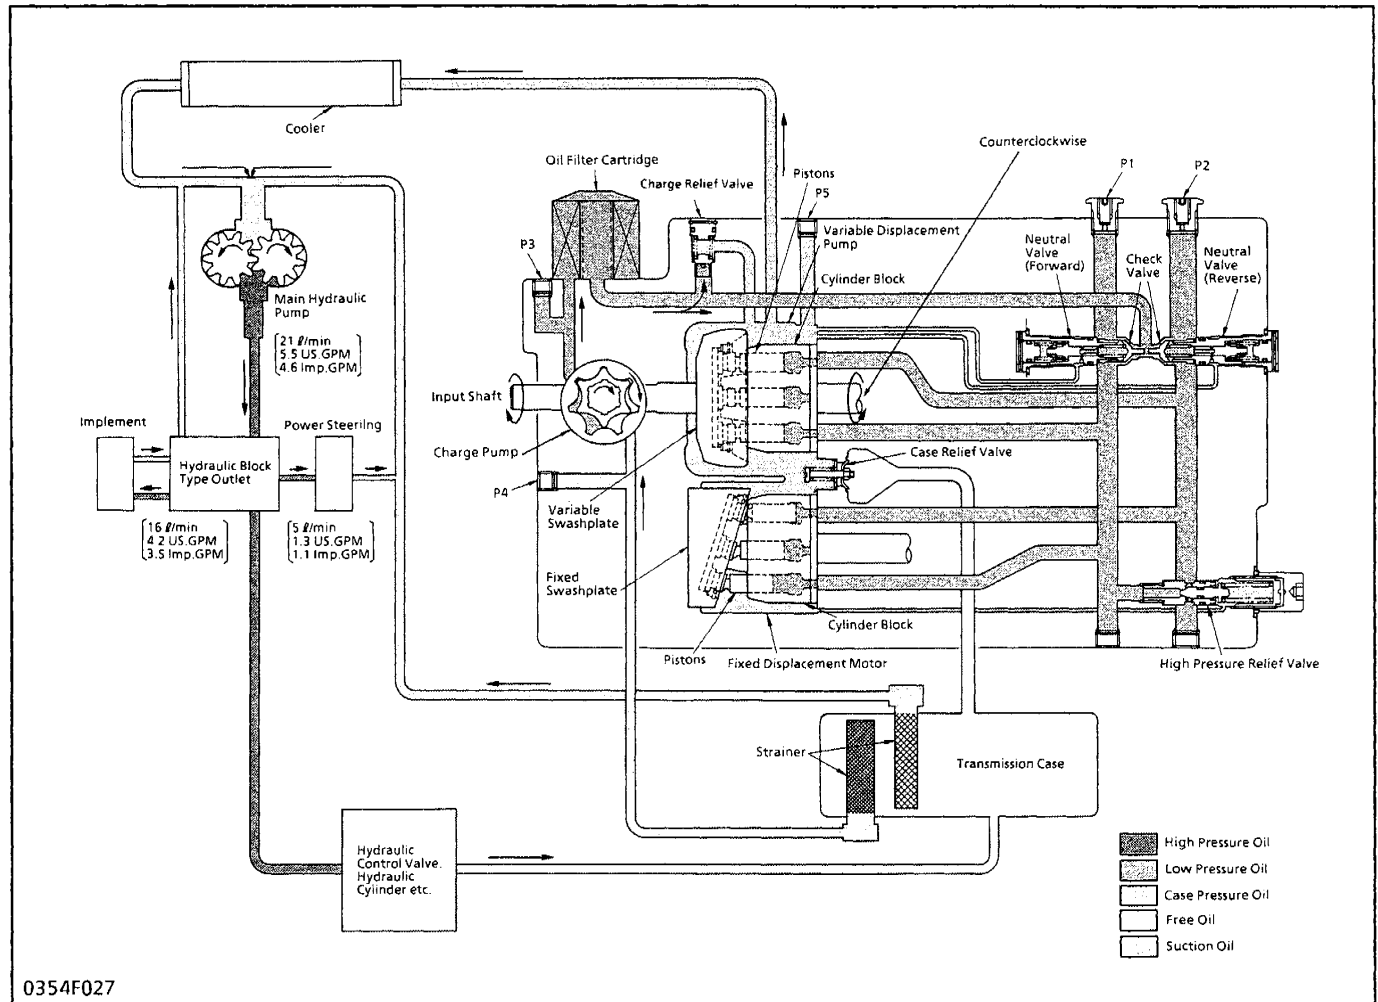 Cooler
Counterclockwise
Oil Filter Cartridge
Charge Relief Valve
Pistons
P5
P1
P2
Variable Displacement
Pump
P3
Neutral
Valve
(Forward)
Check
Valve
Neutral
Valve
(Reverse)
Cylinder Block
Main Hydraulic
Pump
21 ℓ/min
5.5 US.GPM
4.6 Imp.GPM
Input Shaft
Implement
Power Steerilng
Charge Pump
Hydraulic Block
Type Outlet
Case Relief Valve
P4
Variable
Swashplate
16 ℓ/min
4.2 US.GPM
3.5 Imp.GPM
5 ℓ/min
1.3 US.GPM
1.1 Imp.GPM
Fixed
Swashplate
Cylinder Block
Pistons
Fixed Displacement Motor
High Pressure Relief Valve
Strainer
Transmission Case
Hydraulic
Control Valve.
Hydraulic
Cylinder etc.
High Pressure Oil
Low Pressure Oil
Case Pressure Oil
Free Oil
Suction Oil
0354F027